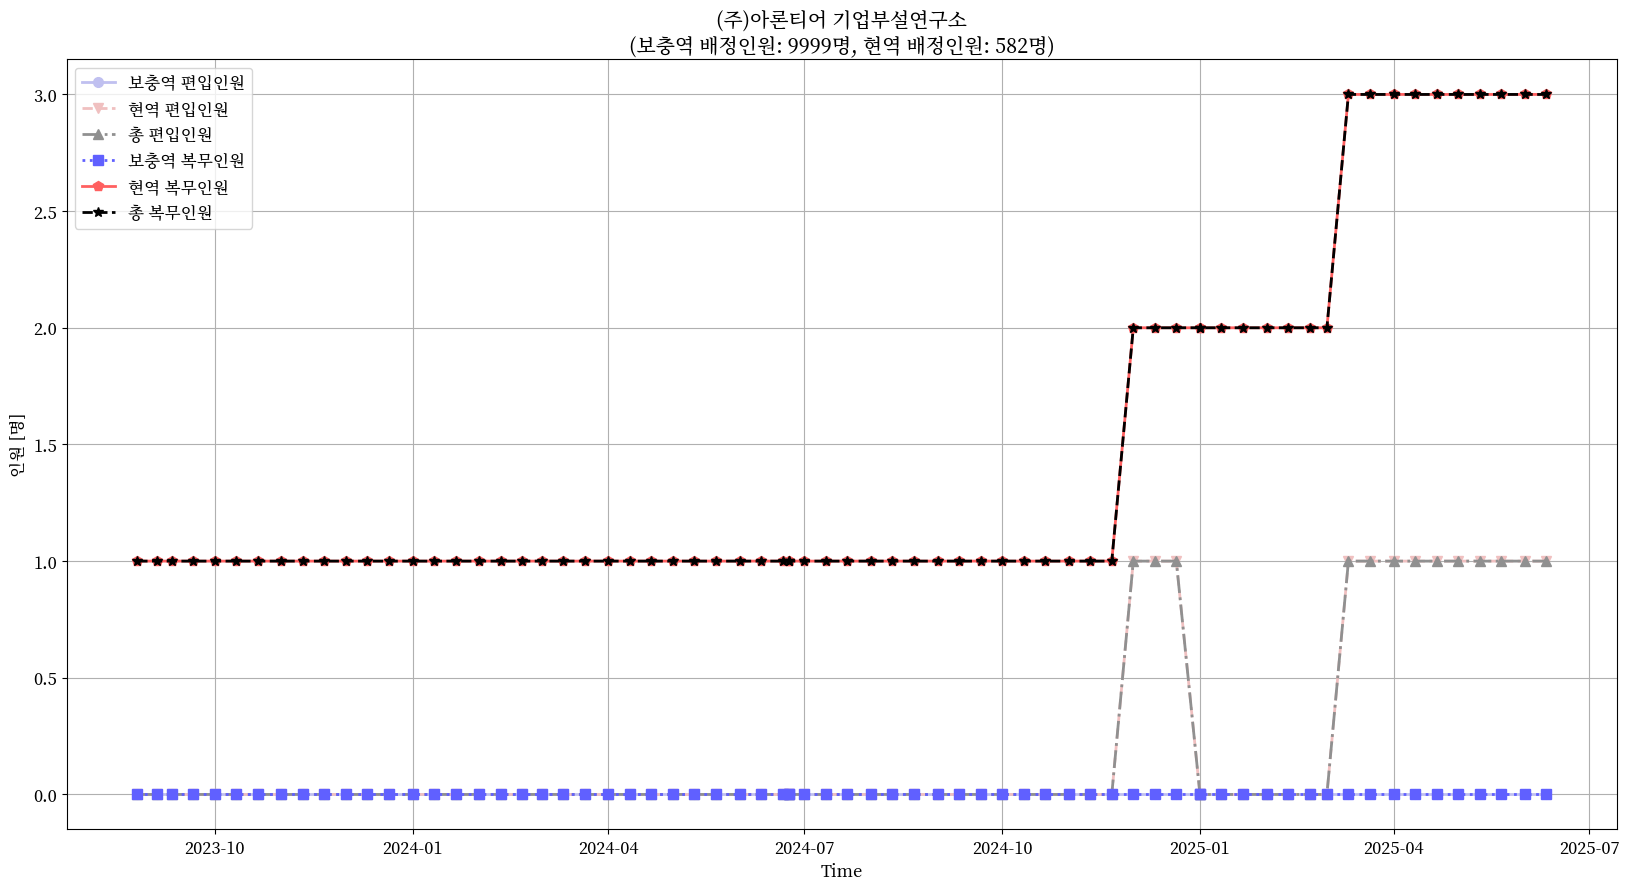 (주)아론티어 기업부설연구소
(보충역 배정인원: 9999명, 현역 배정인원: 582명)
보충역 편입인원
현역 편입인원
총 편입인원
보충역 복무인원
현역 복무인원
총 복무인원
3.0
2.5
2.0
1.5
1.0
0.5
0.0
인원 [명]
2023-10
2024-01
2024-04
2024-07
2024-10
2025-01
2025-04
2025-07
Time